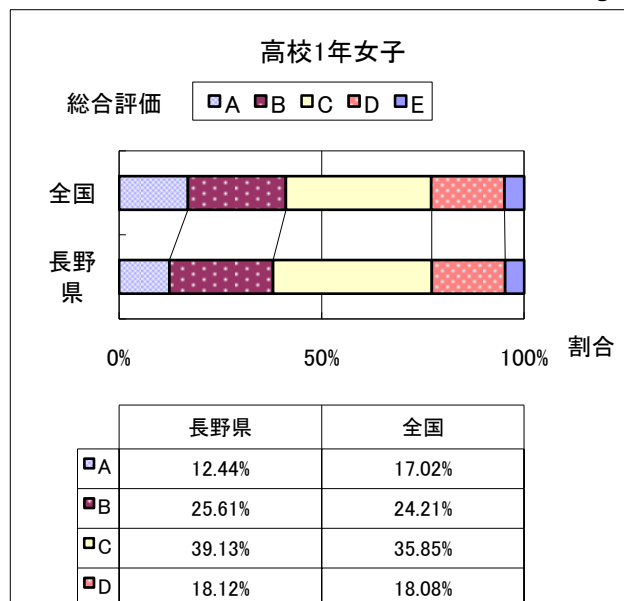 高校1年女子
総合評価 A B C D E
全国
長野
県
0% 50% 100% 割合
長野県 全国
A 12.44% 17.02%
B 25.61% 24.21%
C 39.13% 35.85%
D 18.12% 18.08%